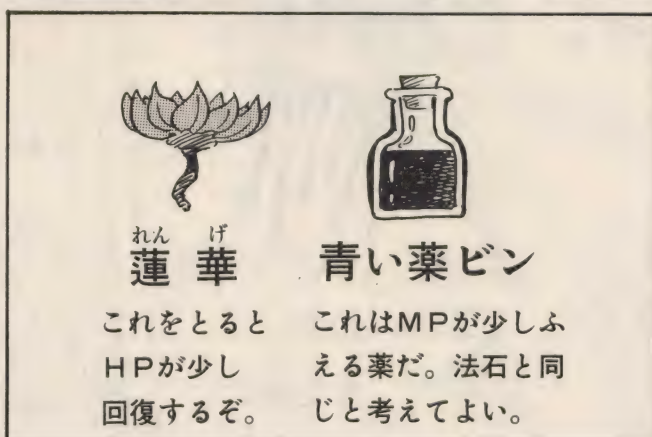 れん げ
蓮華
これをとると
HPが少し
回復するぞ。
青い薬ビン
これはMPが少しふ
える薬だ。法石と同
じと考えてよい。